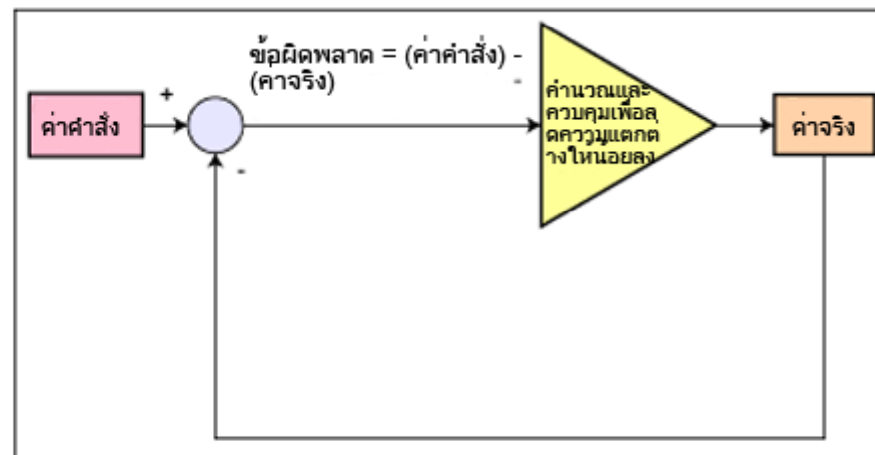 ข้อผิดพลาด = (ค่าคำสั่ง) -
(ค่าจริง) -
คำนวณและ
ควบคุมเพื่อล
ดความแตกต
่างให้น้อยลง
+
ค่าคำสั่ง
ค่าจริง
-